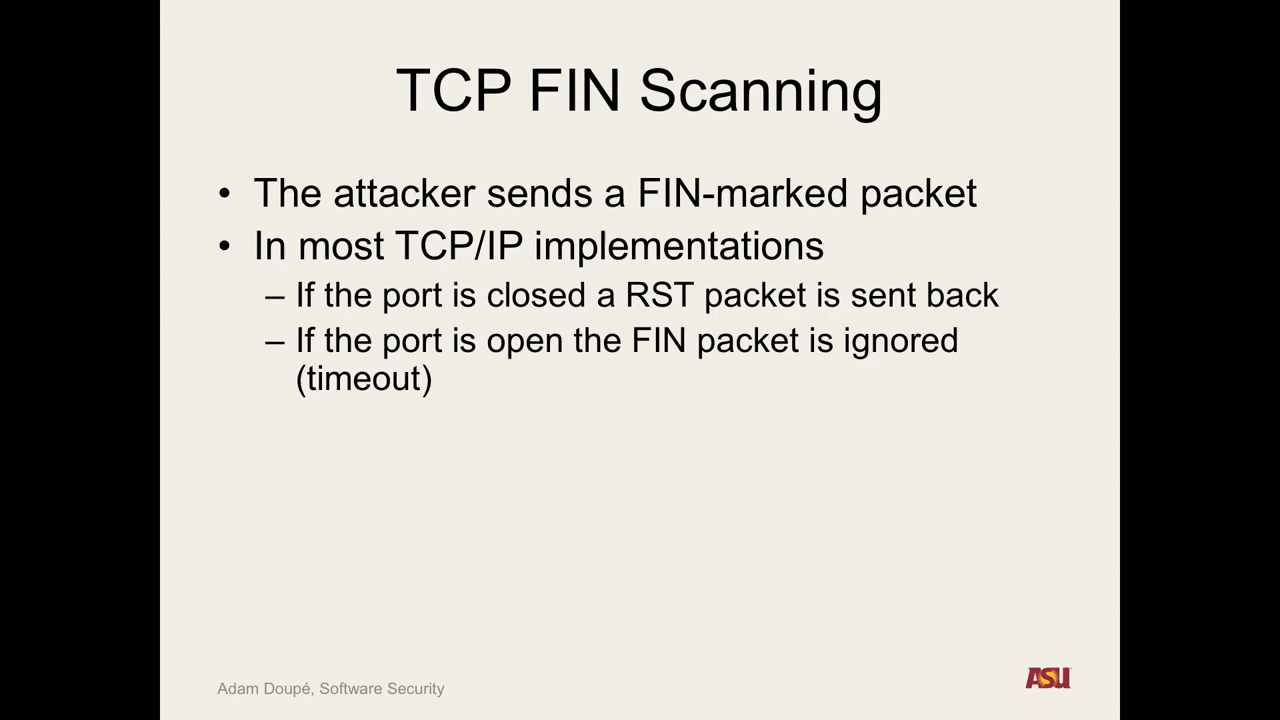 TCP FIN Scanning
• The attacker sends a FIN-marked packet
• In most TCP/IP implementations
– If the port is closed a RST packet is sent back
– If the port is open the FIN packet is ignored
(timeout)
Adam Doupé, Software Security
ASU